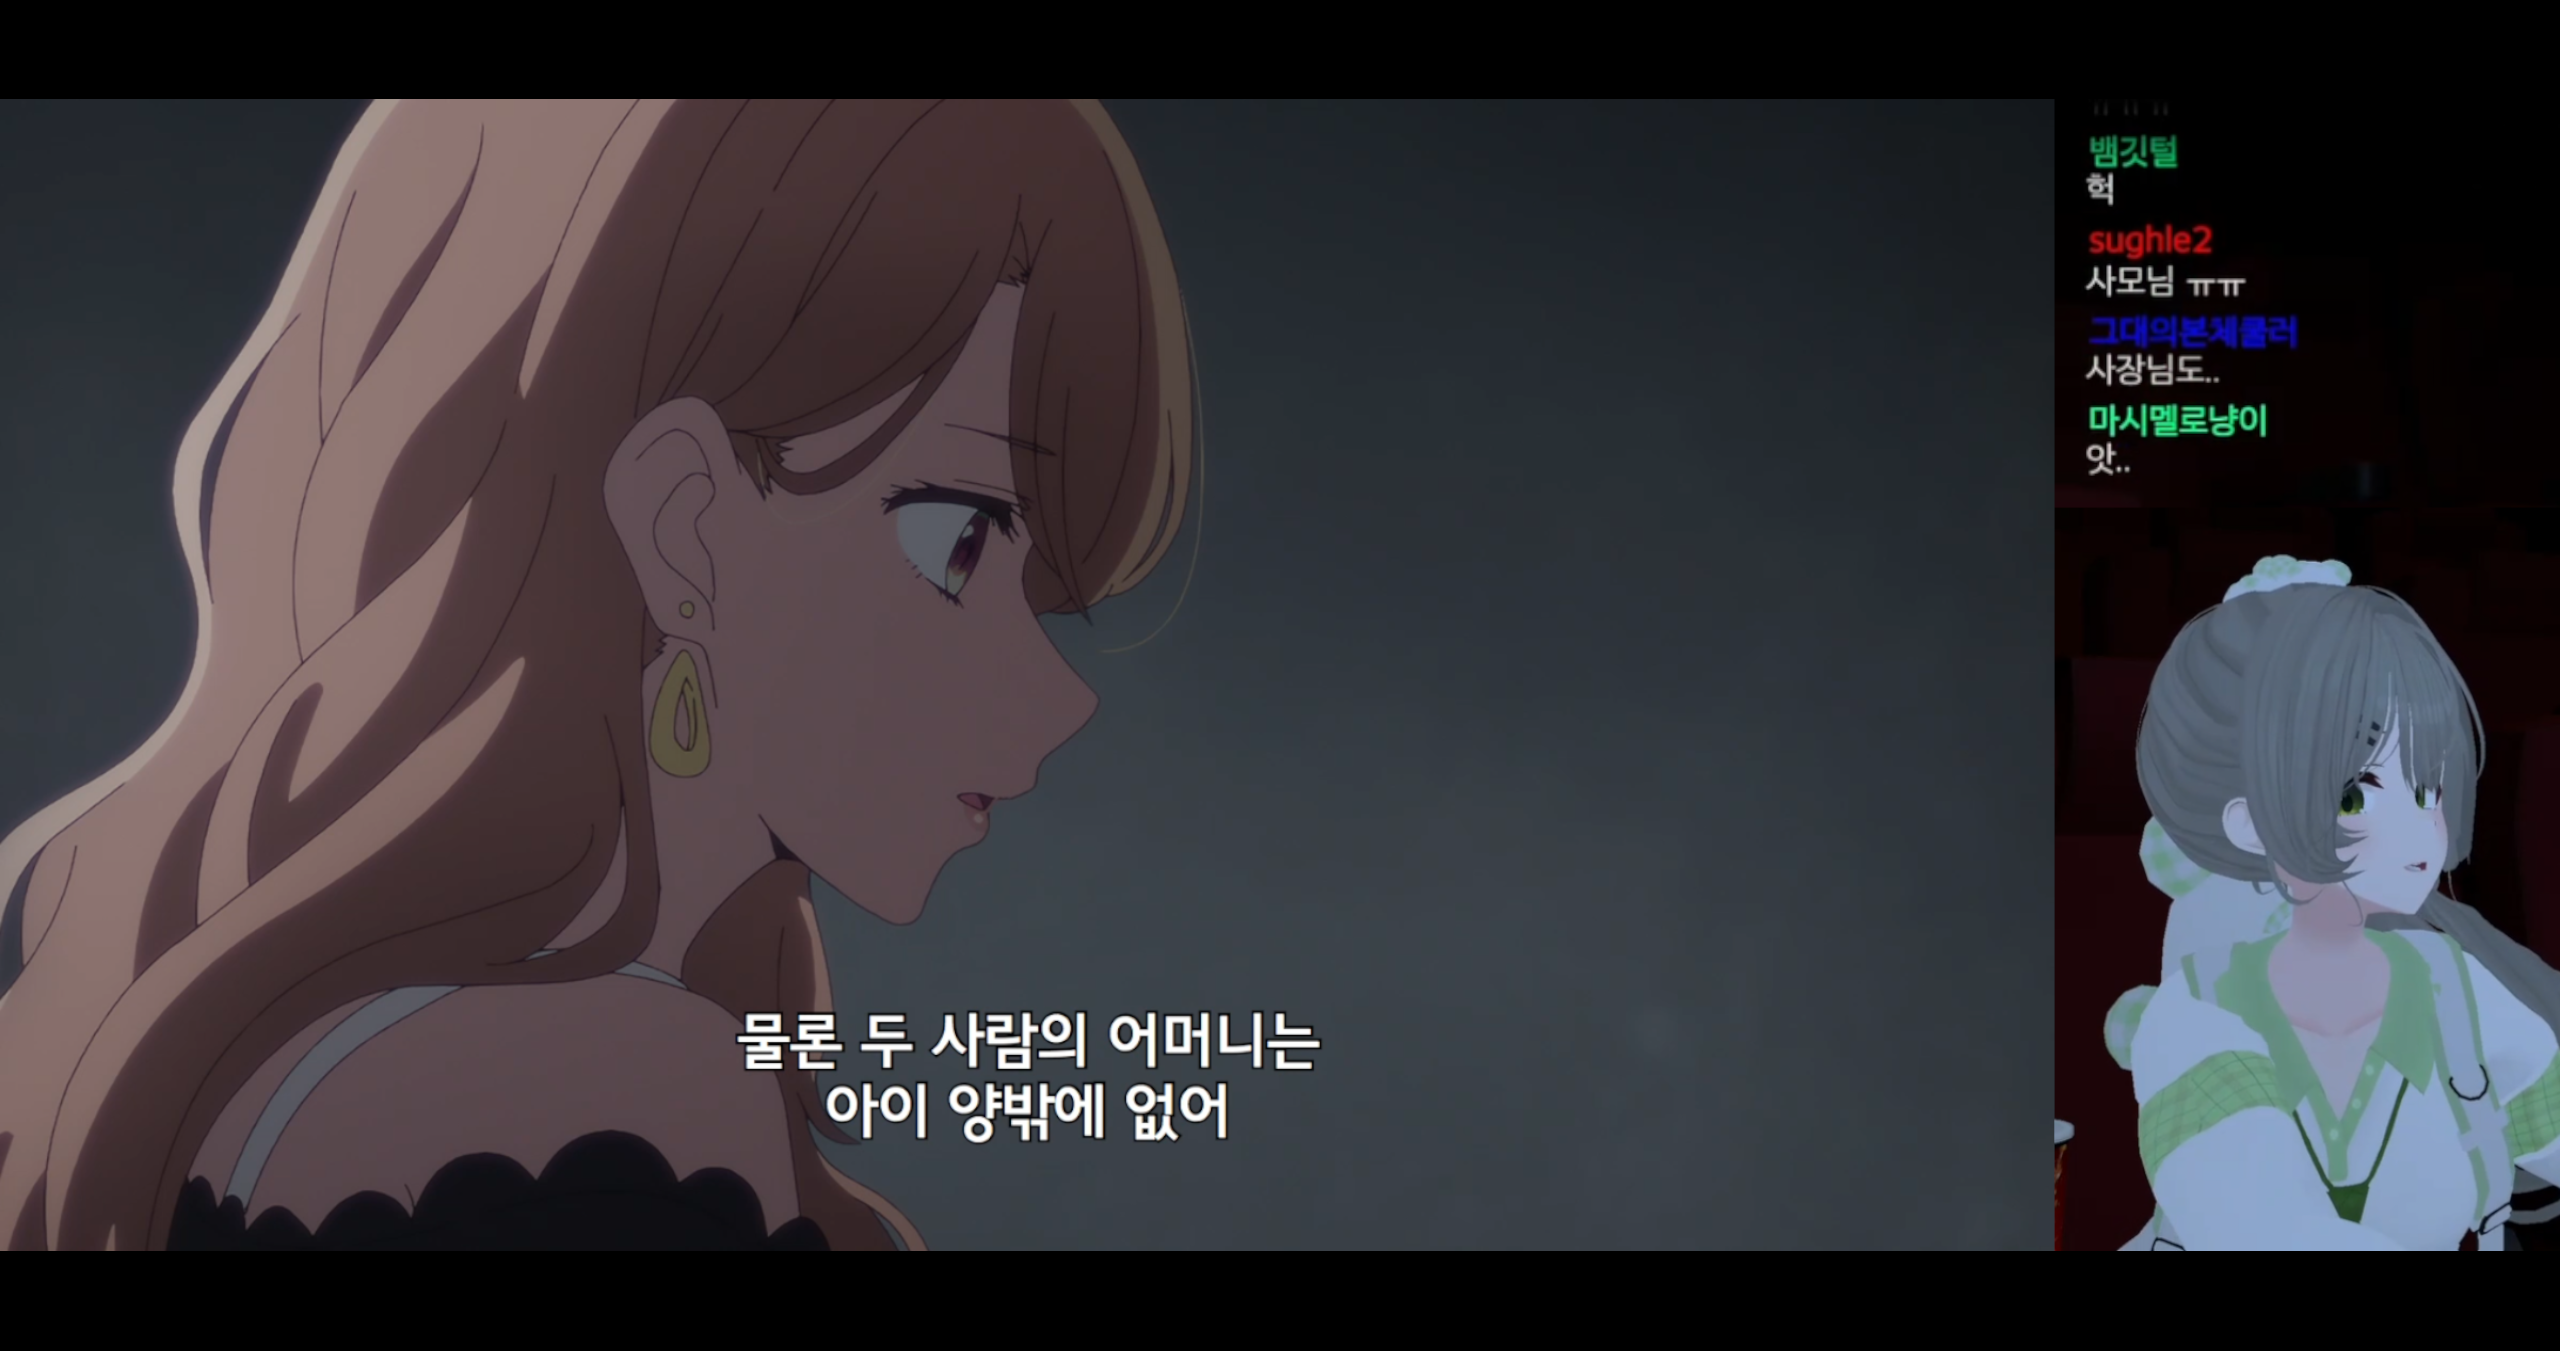 뱀깃털
헉
sughle2
사모님 ㅠㅠ
그대의본체쿨러
사장님도..
마시멜로냥이
앗..
물론 두 사람의 어머니는
아이 양밖에 없어